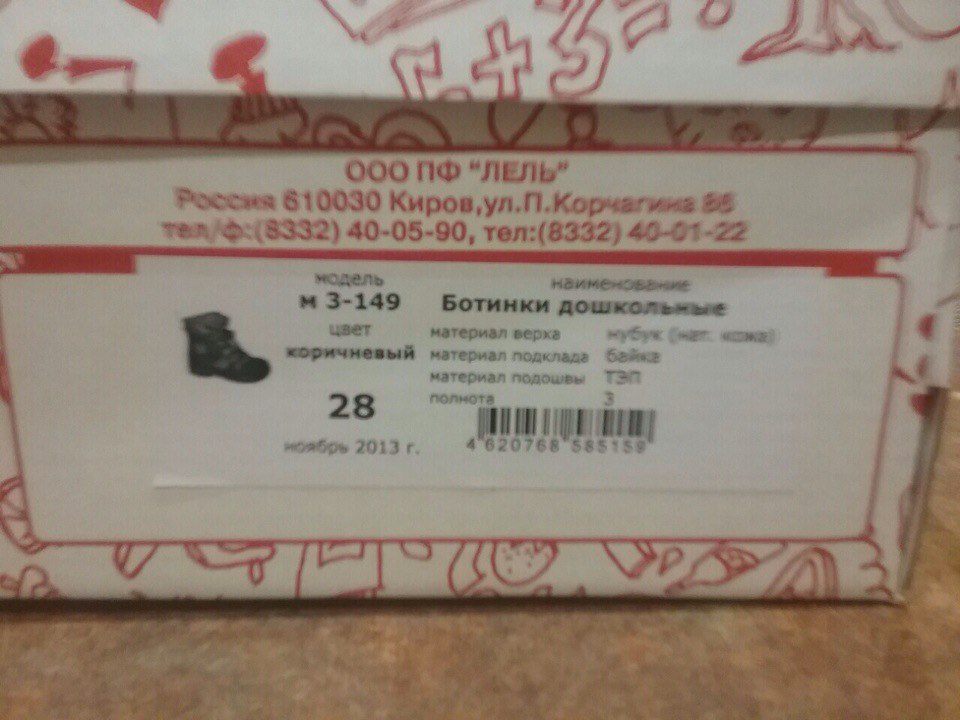 ООО ПФ "ЛЕЛЬ"
Россия 610030 Киров,ул.П.Корчагина 86
тел/ф:(8332) 40-05-90, тел:(8332) 40-01-22
модель
м 3-149
наименование
Ботинки дошкольные
цвет
коричневый
28
ноябрь 2013 г.
материал верха нубук (нат. кожа)
материал подклада байка
материал подошвы ТЭП
полнота 3
4 620768 585159